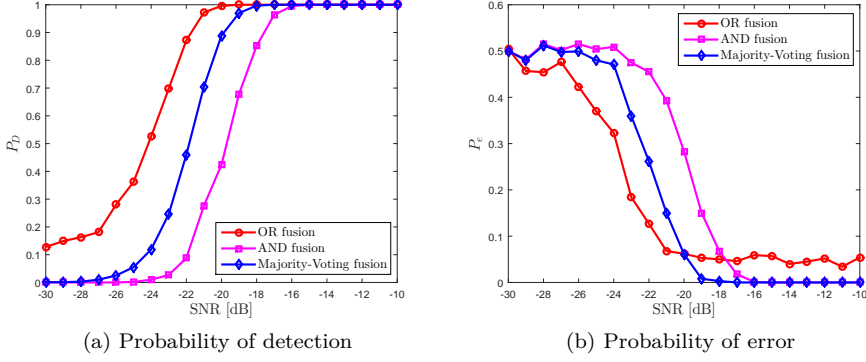 1
0.9
0.8
0.7
0.6
0.5
0.4
0.3
0.2
0.1
0
P_D
OR fusion
AND fusion
Majority-Voting fusion
-30 -28 -26 -24 -22 -20 -18 -16 -14 -12 -10
SNR [dB]
(a) Probability of detection
0.6
0.5
0.4
0.3
0.2
0.1
0
P_e
OR fusion
AND fusion
Majority-Voting fusion
-30 -28 -26 -24 -22 -20 -18 -16 -14 -12 -10
SNR [dB]
(b) Probability of error